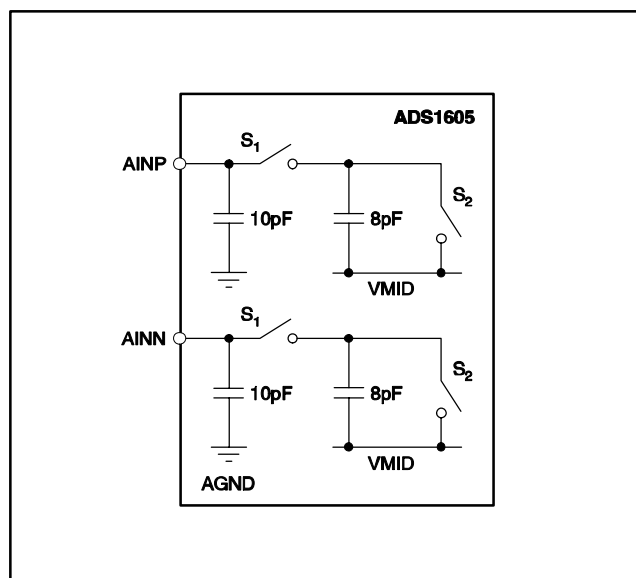 ADS1605
S1
AINP
S2
10pF
8pF
VMID
S1
AINN
S2
10pF
8pF
VMID
AGND